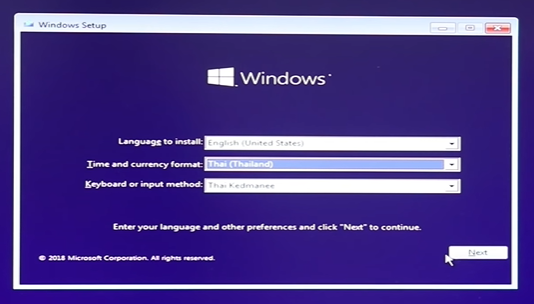 Windows Setup
Windows
Language to install: English (United States)
Time and currency format: Thai (Thailand)
Keyboard or input method: Thai Kedmanee
Enter your language and other preferences and click "Next" to continue.
© 2018 Microsoft Corporation. All rights reserved.
Next